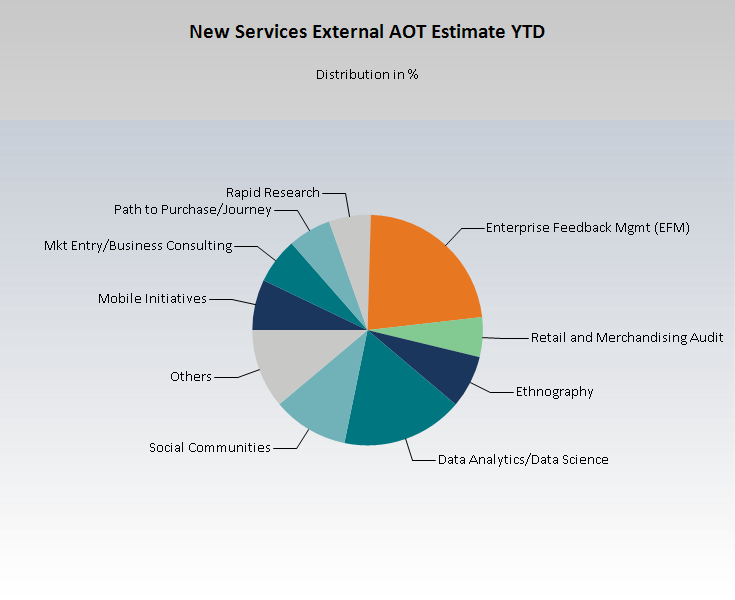 New Services External AOT Estimate YTD
Distribution in %
Rapid Research
Path to Purchase/Journey
Enterprise Feedback Mgmt (EFM)
Mkt Entry/Business Consulting
Mobile Initiatives
Retail and Merchandising Audit
Others
Ethnography
Social Communities
Data Analytics/Data Science